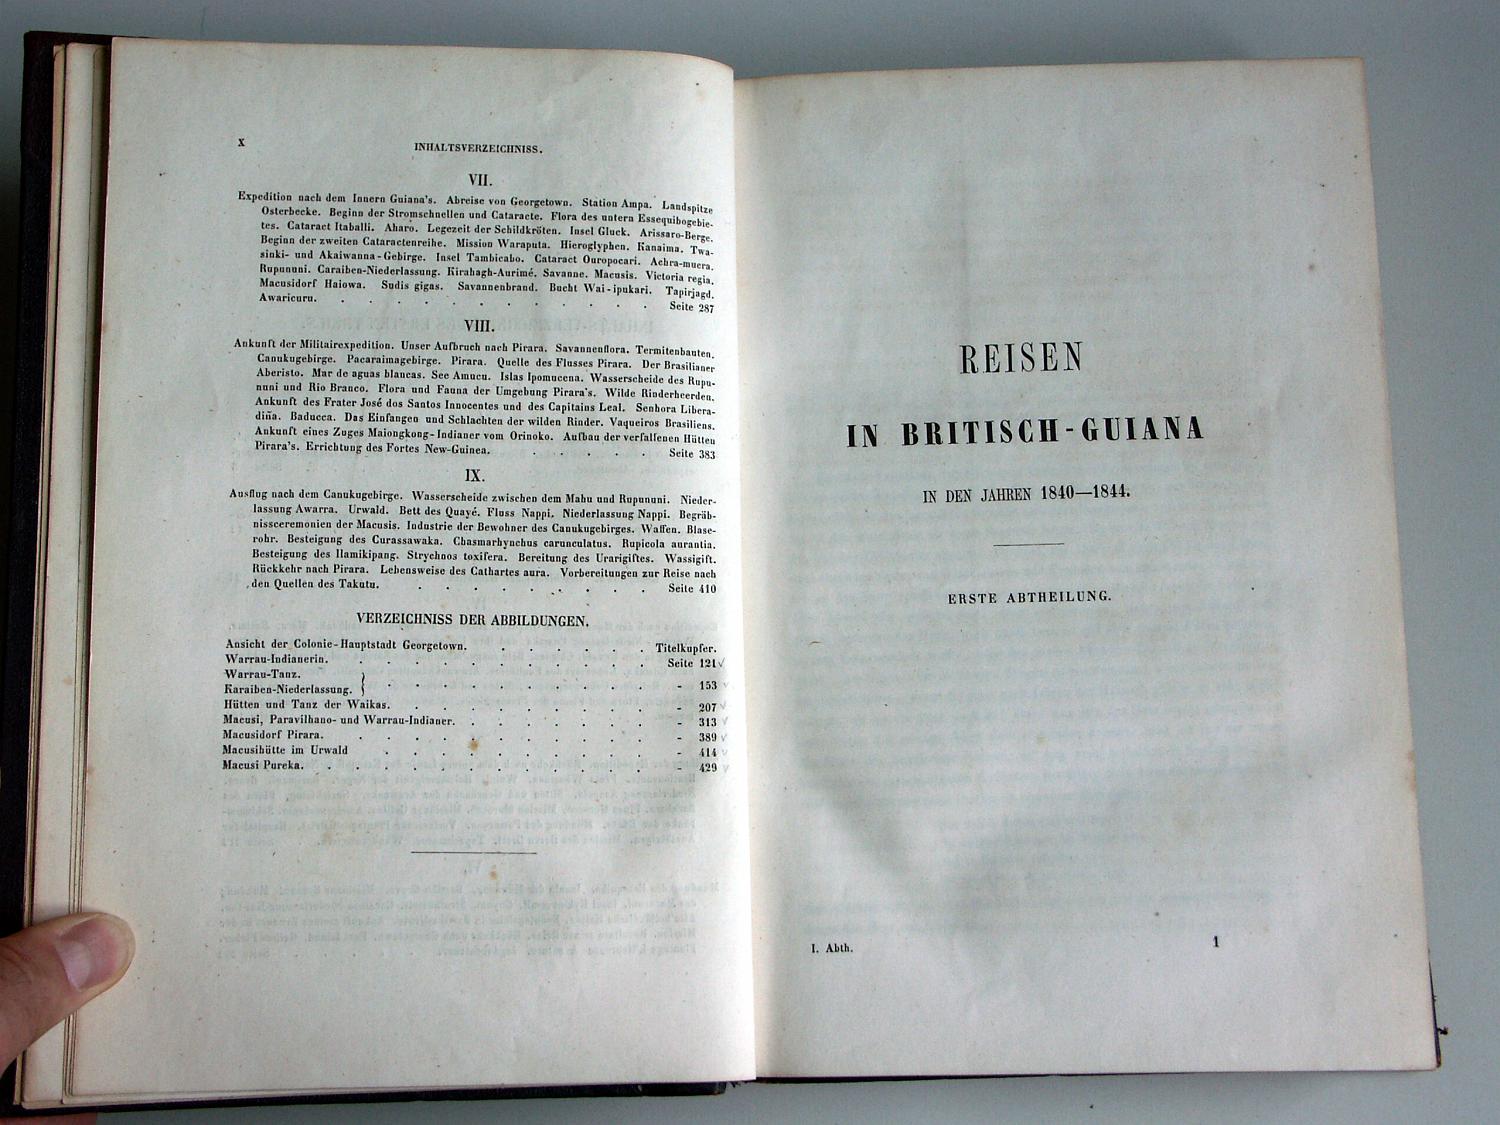 x
INHALTSVERZEICHNISS.
VII.
Expedition nach dem Innern Guiana's. Abreise von Georgetown. Station Ampa. Landspitze
Osterbecke. Beginn der Stromschnellen und Cataracte. Flora des untern Essequibogebie-
tes. Cataract Itaballi. Aharo. Legezeit der Schildkröten. Insel Gluck. Arissaro-Berge.
Beginn der zweiten Cataractenreihe. Mission Waraputa. Hieroglyphen. Kanaima. Twa-
sinki- und Akaiwanna-Gebirge. Insel Tambicabo. Cataract Ouropocari. Achra-muera.
Rupununi. Caraiben-Niederlassung. Kirahagh-Aurimé. Savanne. Macusis. Victoria regia.
Macusidorf Haiowa. Sudis gigas. Savannenbrand. Bucht Wai-ipukari. Tapirjagd.
Awaricuru. . . . . . . . . . . . Seite 287
VIII.
Ankunft der Militairexpedition. Unser Aufbruch nach Pirara. Savannenflora. Termitenbauten.
Canukugebirge. Pacaraimagebirge. Pirara. Quelle des Flusses Pirara. Der Brasilianer
Aberisto. Mar de aguas blancas. See Amucu. Islas Ipomucena. Wasserscheide des Rupu-
nuni und Rio Branco. Flora und Fauna der Umgebung Pirara's. Wilde Rinderheerden.
Ankunft des Frater José dos Santos Innocentes und des Capitains Leal. Senhora Libera-
diña. Baducca. Das Einfangen und Schlachten der wilden Rinder. Vaqueiros Brasiliens.
Ankunft eines Zuges Maiongkong-Indianer vom Orinoko. Aufbau der verfallenen Hütten
Pirara's. Errichtung des Fortes New-Guinea. . . . . . Seite 383
IX.
Ausflug nach dem Canukugebirge. Wasserscheide zwischen dem Mahu und Rupununi. Nieder-
lassung Awarra. Urwald. Bett des Quayé. Fluss Nappi. Niederlassung Nappi. Begräb-
nissceremonien der Macusis. Industrie der Bewohner des Canukugebirges. Waffen. Blase-
rohr. Besteigung des Curassawaka. Chasmarhynchus carunculatus. Rupicola aurantia.
Besteigung des Ilamikipang. Strychnos toxifera. Bereitung des Urarigiftes. Wassigift.
Rückkehr nach Pirara. Lebensweise des Cathartes aura. Vorbereitungen zur Reise nach
den Quellen des Takutu. . . . . . . . . . Seite 410
VERZEICHNISS DER ABBILDUNGEN.
Ansicht der Colonie-Hauptstadt Georgetown. . . . . . . Titelkupfer.
Warrau-Indianerin. . . . . . . . . . . . Seite 121
Warrau-Tanz.
Karaiben-Niederlassung. } . . . . . . . . . . - 153
Hütten und Tanz der Waikas. . . . . . . . . . - 207
Macusi, Paravilhano- und Warrau-Indianer. . . . . . . . - 313
Macusidorf Pirara. . . . . . . . . . . . - 389
Macusihütte im Urwald . . . . . . . . . . - 414
Macusi Pureka. . . . . . . . . . . . . - 429
REISEN
IN BRITISCH-GUIANA
IN DEN JAHREN 1840—1844.
ERSTE ABTHEILUNG.
I. Abth.
1